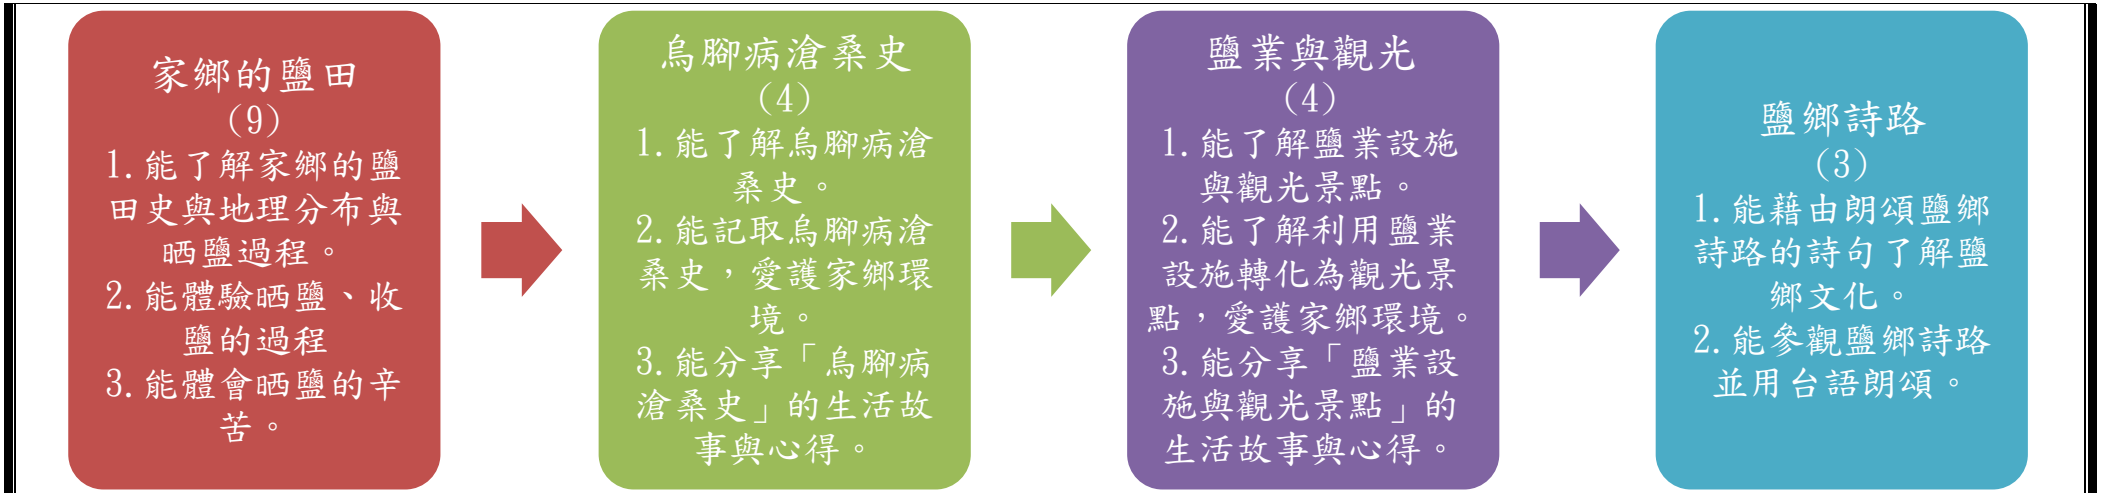 家鄉的鹽田
(9)
1.能了解家鄉的鹽
田史與地理分布與
晒鹽過程。
2.能體驗晒鹽、收
鹽的過程
3.能體會晒鹽的辛
苦。
烏腳病滄桑史
(4)
1.能了解烏腳病滄
桑史。
2.能記取烏腳病滄
桑史，愛護家鄉環
境。
3.能分享「烏腳病
滄桑史」的生活故
事與心得。
鹽業與觀光
(4)
1.能了解鹽業設施
與觀光景點。
2.能了解利用鹽業
設施轉化為觀光景
點，愛護家鄉環境。
3.能分享「鹽業設
施與觀光景點」的
生活故事與心得。
鹽鄉詩路
(3)
1.能藉由朗頌鹽鄉
詩路的詩句了解鹽
鄉文化。
2.能參觀鹽鄉詩路
並用台語朗頌。